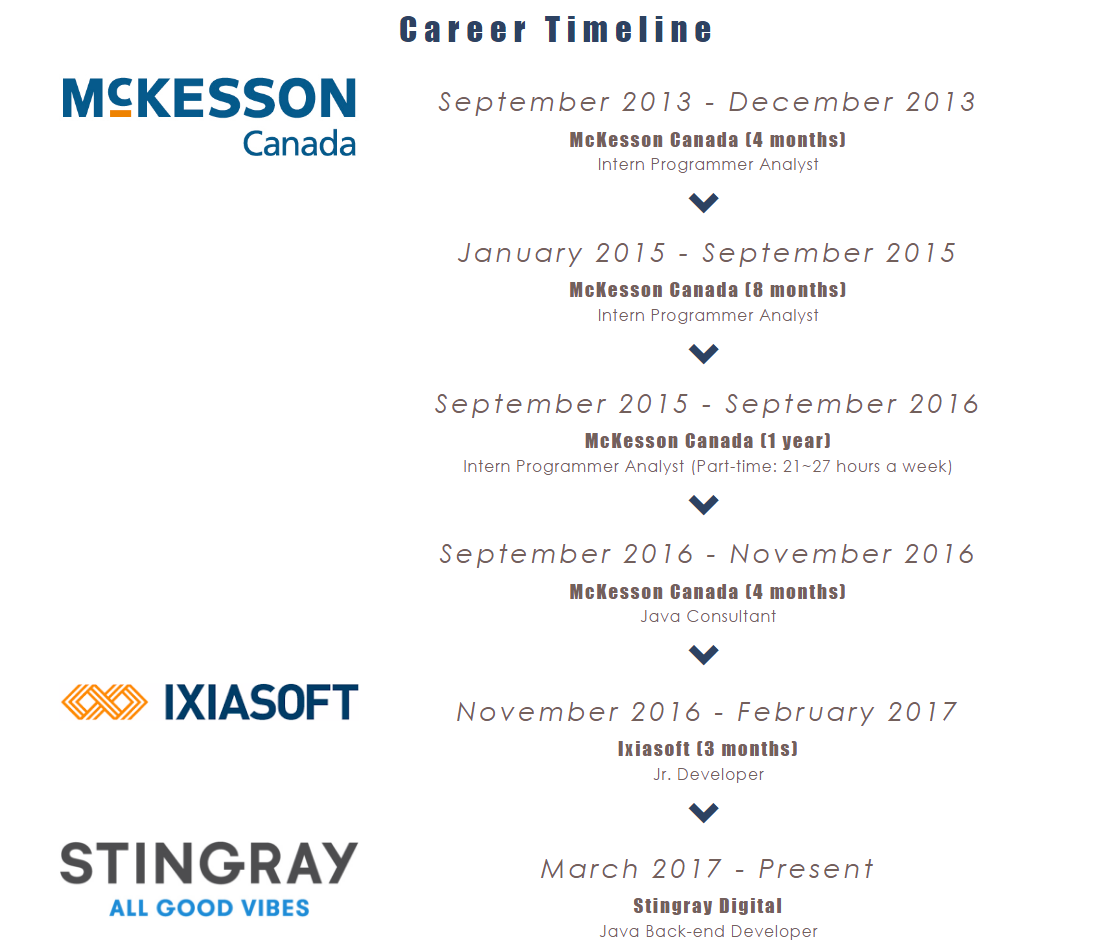 Career Timeline
McKESSON
Canada
September 2013 - December 2013
McKesson Canada (4 months)
Intern Programmer Analyst
January 2015 - September 2015
McKesson Canada (8 months)
Intern Programmer Analyst
September 2015 - September 2016
McKesson Canada (1 year)
Intern Programmer Analyst (Part-time: 21~27 hours a week)
September 2016 - November 2016
McKesson Canada (4 months)
Java Consultant
IXIASOFT
November 2016 - February 2017
Ixiasoft (3 months)
Jr. Developer
STINGRAY
ALL GOOD VIBES
March 2017 - Present
Stingray Digital
Java Back-end Developer